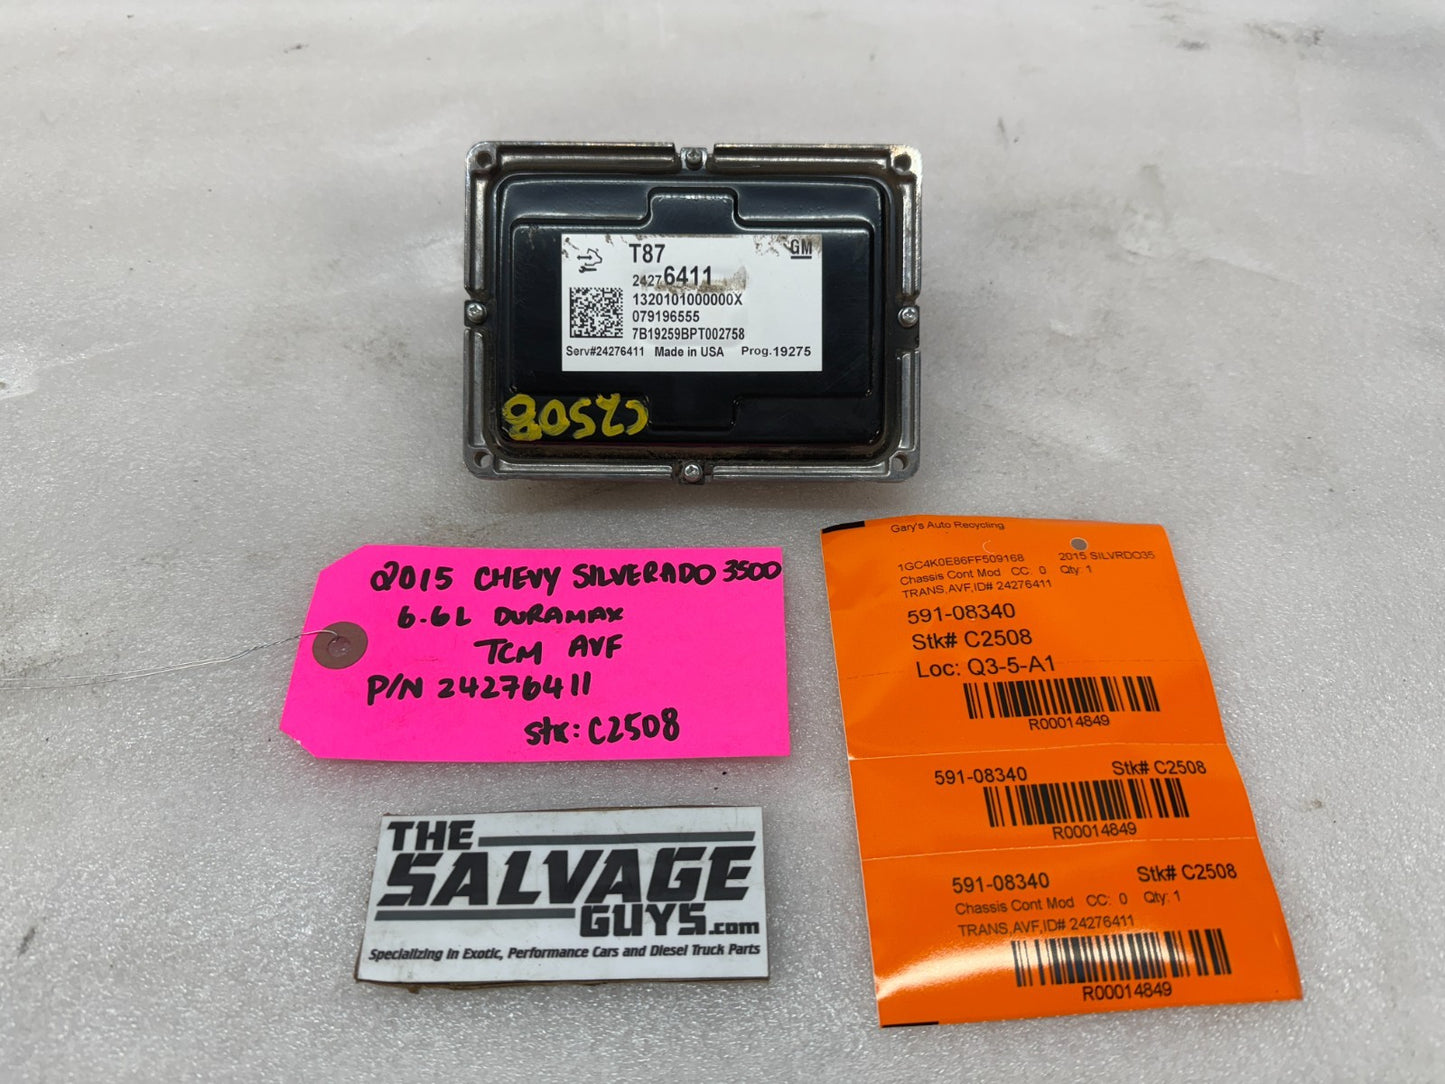 T87
GM
24276411
1320101000000X
079196555
7B19259BPT002758
Serv#24276411 Made in USA Prog.19275
C2508
2015 CHEVY SILVERADO 3500
6.6L DURAMAX
TCM AVF
P/N 24276411
stk: C2508
THE
SALVAGE
GUYS.com
Specializing in Exotic, Performance Cars and Diesel Truck Parts
Gary's Auto Recycling
1GC4K0E86FF509168 2015 SILVRDO35
Chassis Cont Mod CC: 0 Qty: 1
TRANS,AVF,ID# 24276411
591-08340
Stk# C2508
Loc: Q3-5-A1
R00014849
591-08340 Stk# C2508
R00014849
591-08340 Stk# C2508
Chassis Cont Mod CC: 0 Qty: 1
TRANS,AVF,ID# 24276411
R00014849